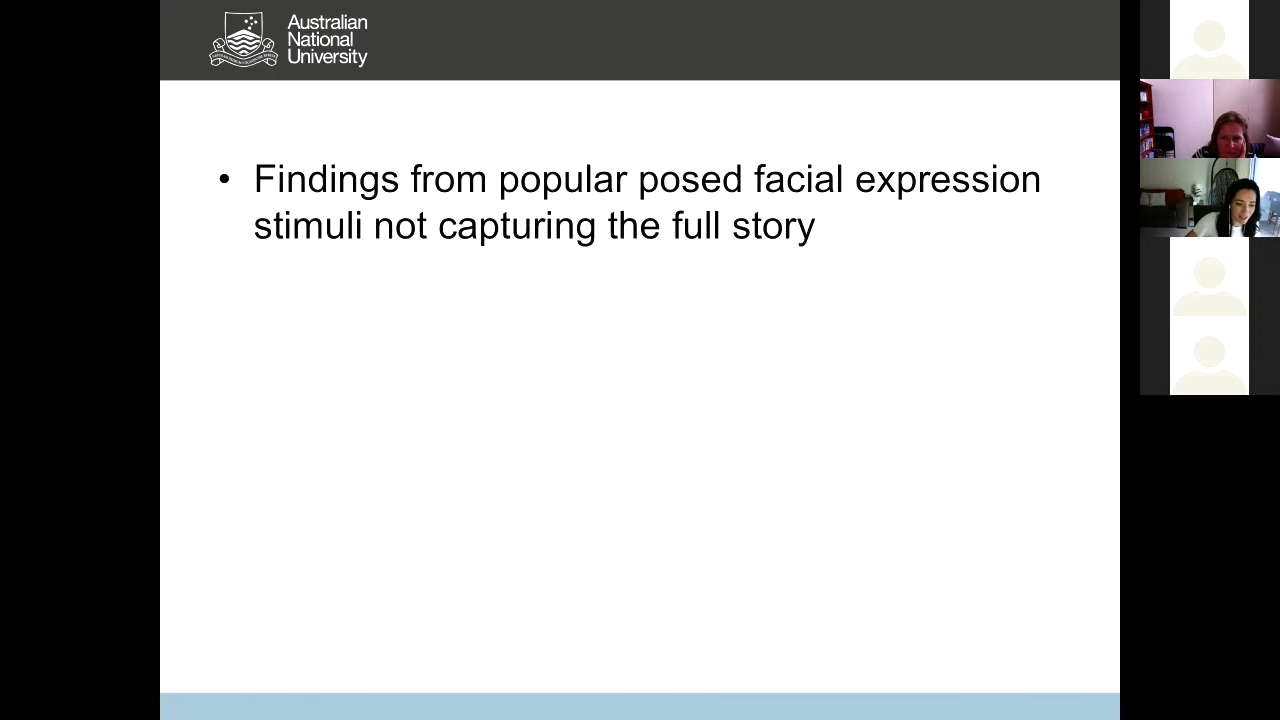 Australian
National
University
• Findings from popular posed facial expression
stimuli not capturing the full story